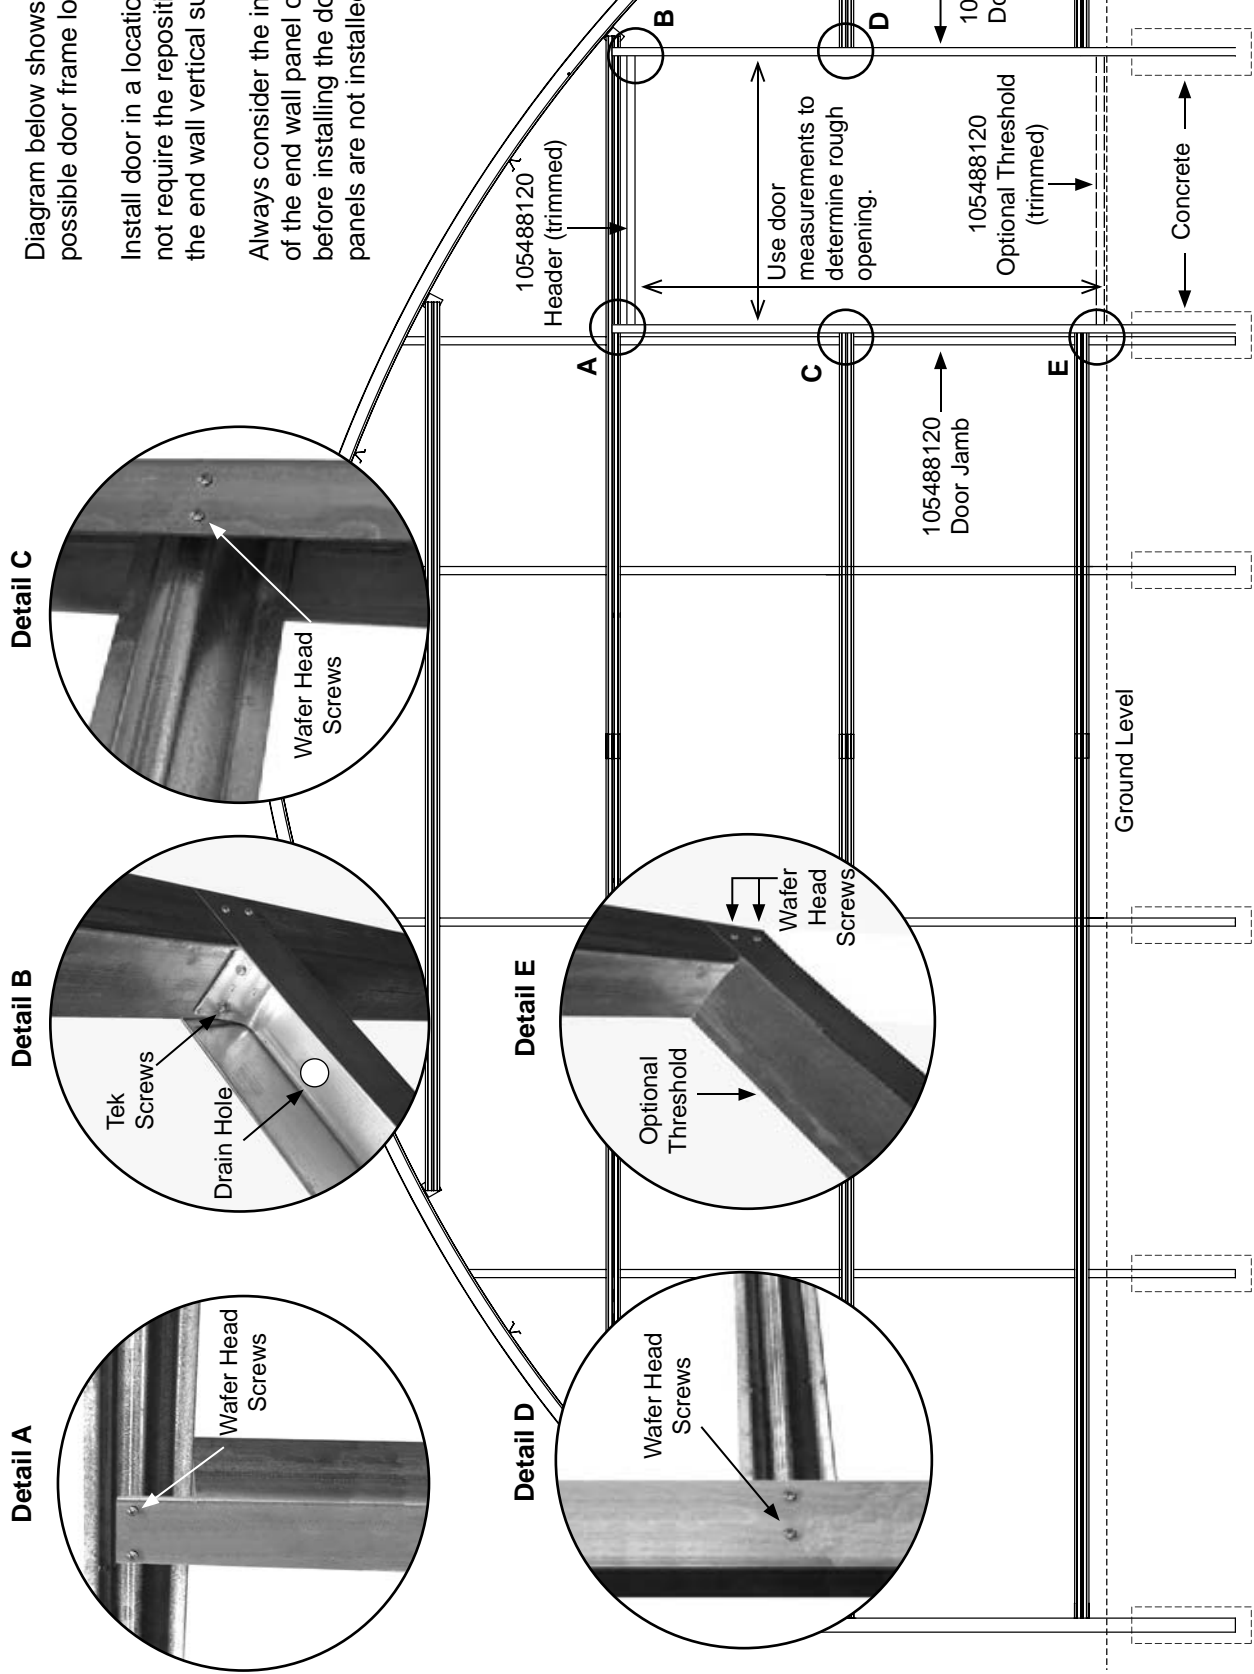 Diagram below shows
possible door frame lo
Install door in a locatio
not require the repositi
the end wall vertical su
Always consider the in
of the end wall panel o
before installing the do
panels are not installed
Detail A
Wafer Head
Screws
Detail B
Tek
Screws
Drain Hole
Detail C
Wafer Head
Screws
Detail D
Wafer Head
Screws
Detail E
Optional
Threshold
Wafer
Head
Screws
105488120
Header (trimmed)
A
B
Use door
measurements to
determine rough
opening.
C
D
105488120
Door Jamb
10
Do
105488120
Optional Threshold
(trimmed)
E
Ground Level
Concrete